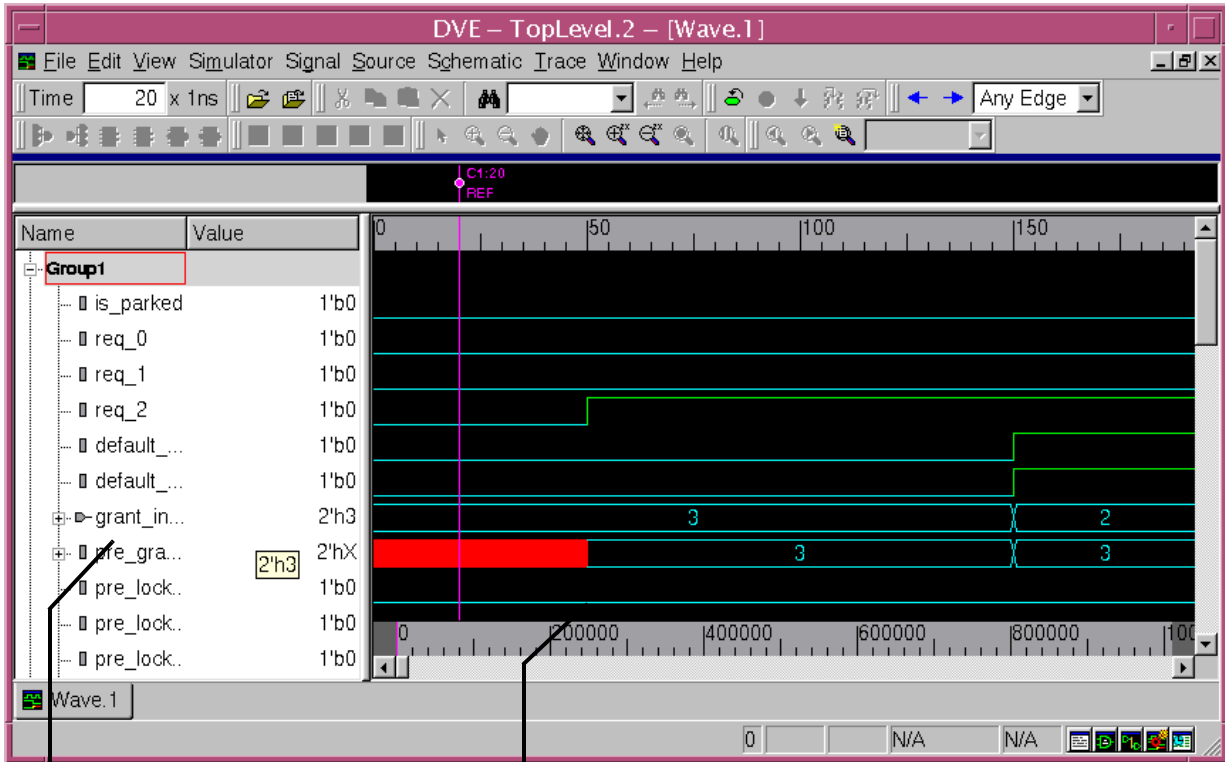 DVE – TopLevel.2 – [Wave.1]
File Edit View Simulator Signal Source Schematic Trace Window Help
Time 20 x 1ns Any Edge
C1:20
REF
Name Value 0 50 100 150
Group1
is_parked 1'b0
req_0 1'b0
req_1 1'b0
req_2 1'b0
default_... 1'b0
default_... 1'b0
grant_in... 2'h3 3 2
pre_gra... 2'hX 3 3
2'h3
pre_lock.. 1'b0
pre_lock.. 1'b0
0 200000 400000 600000 800000 100
pre_lock.. 1'b0
Wave.1
0 N/A N/A